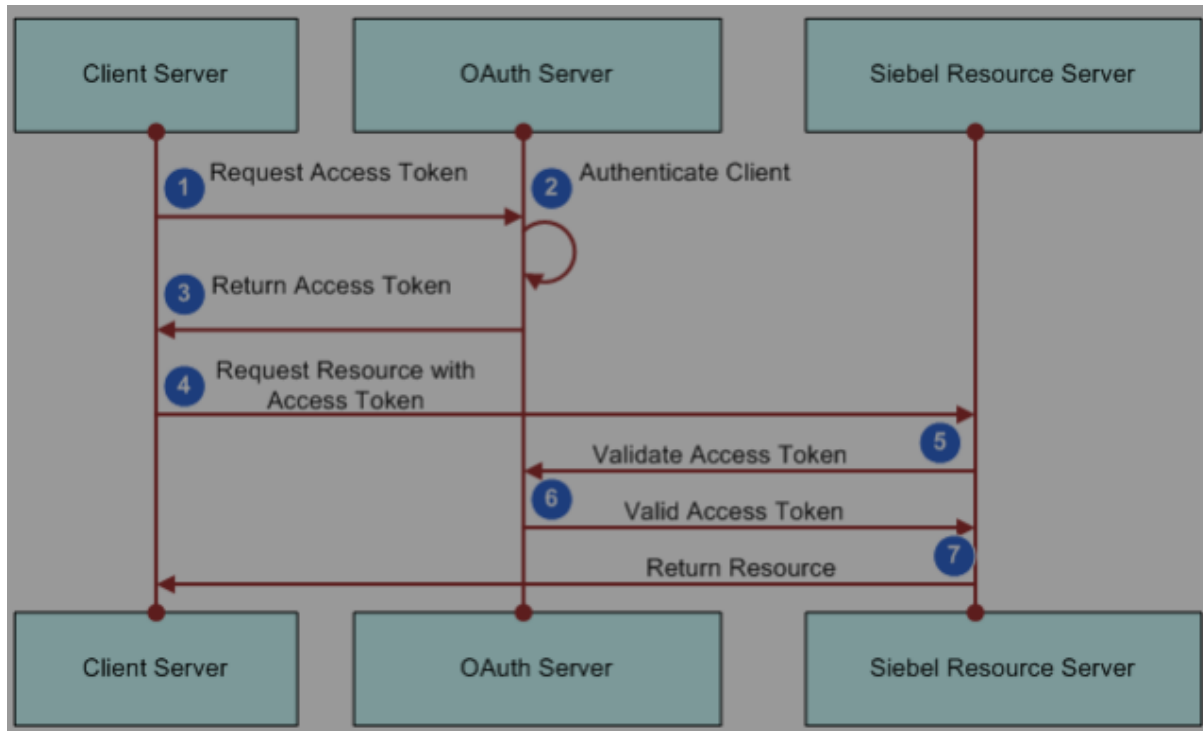 Client Server
OAuth Server
Siebel Resource Server
1
Request Access Token
2
Authenticate Client
3
Return Access Token
4
Request Resource with
Access Token
5
Validate Access Token
6
Valid Access Token
7
Return Resource
Client Server
OAuth Server
Siebel Resource Server